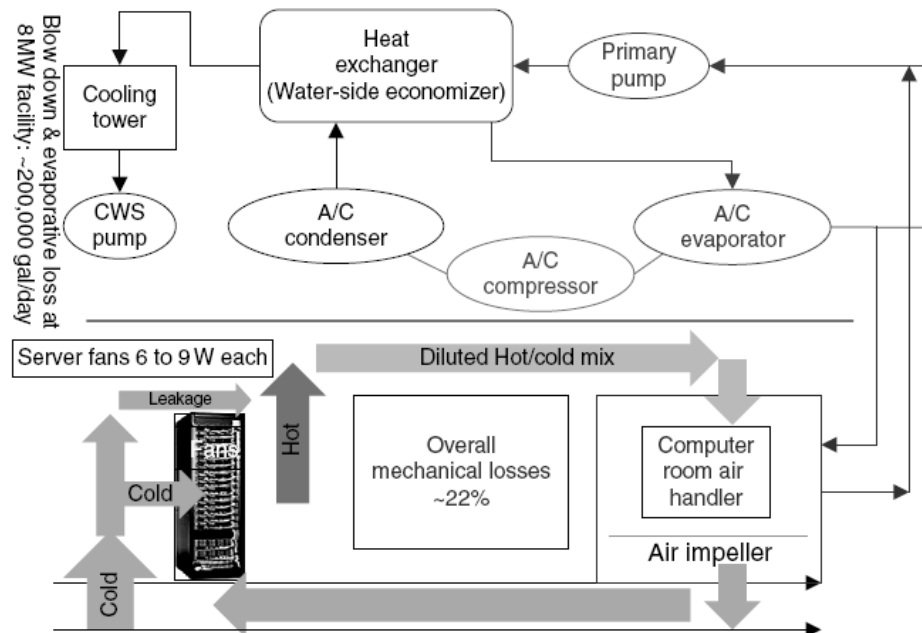 Blow down & evaporative loss at
8 MW facility: ~200,000 gal/day
Cooling
tower
CWS
pump
Heat
exchanger
(Water-side economizer)
Primary
pump
A/C
condenser
A/C
compressor
A/C
evaporator
Server fans 6 to 9 W each
Diluted Hot/cold mix
Leakage
Fans
Hot
Cold
Cold
Overall
mechanical losses
~22%
Computer
room air
handler
Air impeller